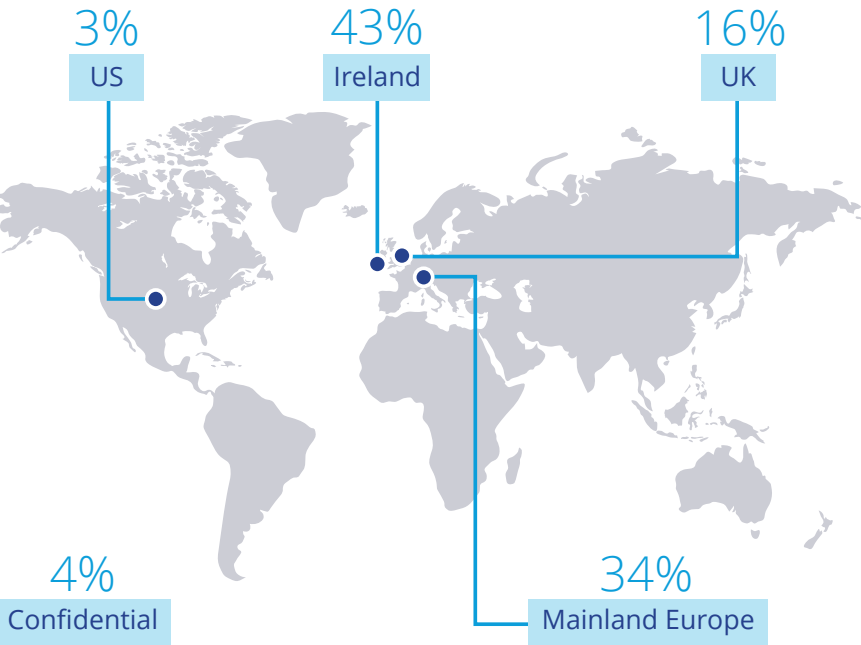 3%
US
43%
Ireland
16%
UK
4%
Confidential
34%
Mainland Europe